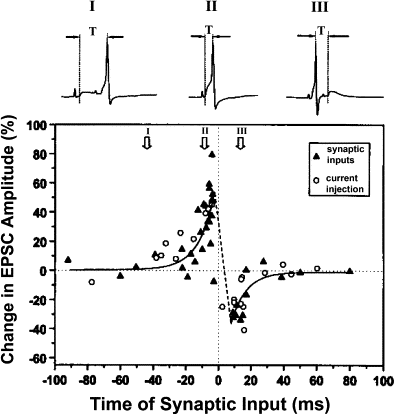 I II III
T T T
Change in EPSC Amplitude (%)
100
80
60
40
20
0
-20
-40
-60
I II III
synaptic
inputs
current
injection
-100 -80 -60 -40 -20 0 20 40 60 80 100
Time of Synaptic Input (ms)